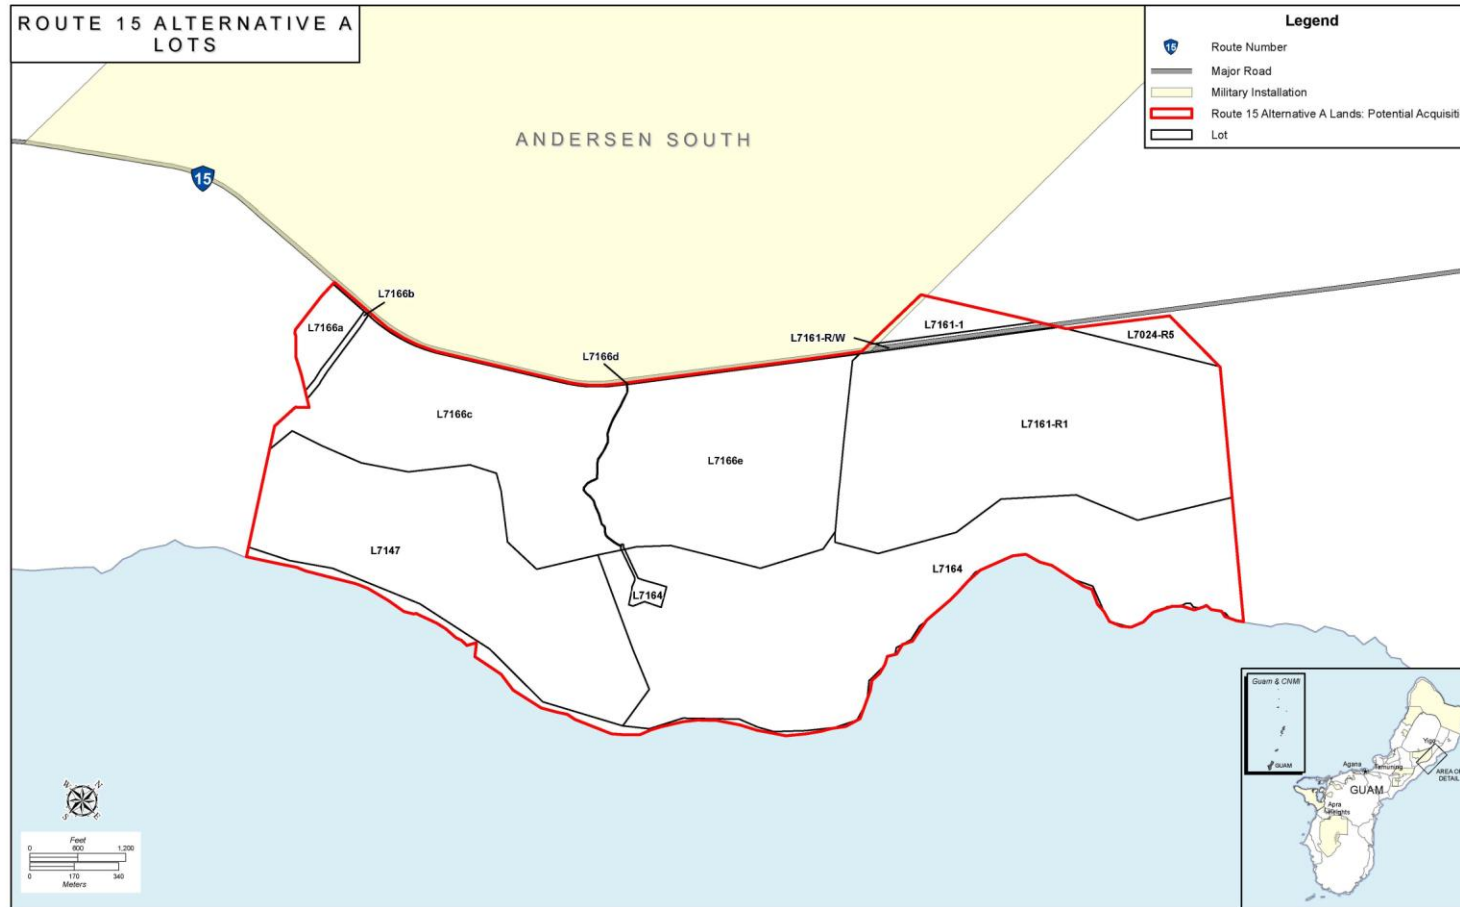 ROUTE 15 ALTERNATIVE A
LOTS
Legend
15
Route Number
Major Road
Military Installation
Route 15 Alternative A Lands: Potential Acquisiti
Lot
ANDERSEN SOUTH
15
L7166b
L7166a
L7161-1
L7161-R/W
L7024-R5
L7166d
L7166c
L7161-R1
L7166e
L7147
L7164
L7164
Guam & CNMI
GUAM
Yigo
Agana
Tamuning
AREA OF
DETAIL
GUAM
Apra
Heights
W
N
S
E
Feet
0 600 1,200
0 170 340
Meters